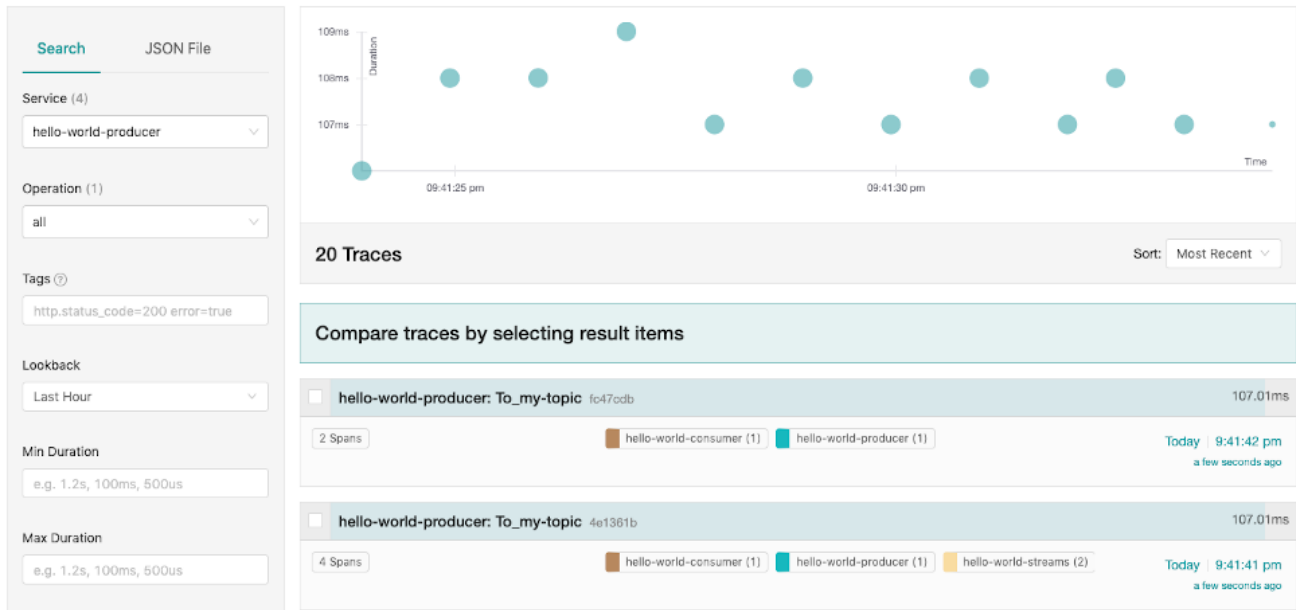 Search
JSON File
Service (4)
hello-world-producer
Operation (1)
all
Tags ?
http.status_code=200 error=true
Lookback
Last Hour
Min Duration
e.g. 1.2s, 100ms, 500us
Max Duration
e.g. 1.2s, 100ms, 500us
109ms
108ms
107ms
Duration
Time
09:41:25 pm
09:41:30 pm
20 Traces
Sort: Most Recent
Compare traces by selecting result items
hello-world-producer: To_my-topic fc47cdb
107.01ms
2 Spans
hello-world-consumer (1)
hello-world-producer (1)
Today | 9:41:42 pm
a few seconds ago
hello-world-producer: To_my-topic 4e1361b
107.01ms
4 Spans
hello-world-consumer (1)
hello-world-producer (1)
hello-world-streams (2)
Today | 9:41:41 pm
a few seconds ago